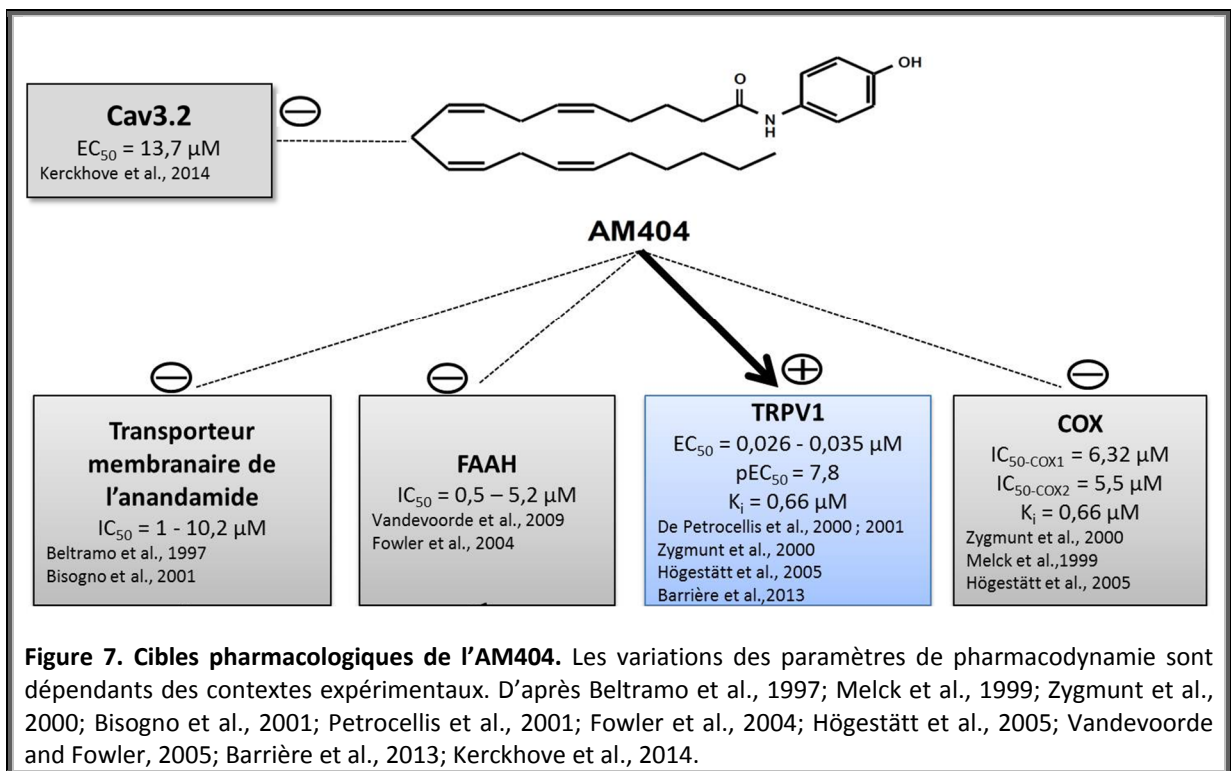 O
OH
N
H
Cav3.2
EC50 = 13,7 µM
Kerckhove et al., 2014
AM404
Transporteur
membranaire de
l'anandamide
IC50 = 1 - 10,2 µM
Beltramo et al., 1997
Bisogno et al., 2001
FAAH
IC50 = 0,5 – 5,2 µM
Vandevoorde et al., 2009
Fowler et al., 2004
TRPV1
EC50 = 0,026 - 0,035 µM
pEC50 = 7,8
Ki = 0,66 µM
De Petrocellis et al., 2000 ; 2001
Zygmunt et al., 2000
Högestätt et al., 2005
Barrière et al.,2013
COX
IC50-COX1 = 6,32 µM
IC50-COX2 = 5,5 µM
Ki = 0,66 µM
Zygmunt et al., 2000
Melck et al.,1999
Högestätt et al., 2005
Figure 7. Cibles pharmacologiques de l'AM404. Les variations des paramètres de pharmacodynamie sont
dépendants des contextes expérimentaux. D'après Beltramo et al., 1997; Melck et al., 1999; Zygmunt et al.,
2000; Bisogno et al., 2001; Petrocellis et al., 2001; Fowler et al., 2004; Högestätt et al., 2005; Vandevoorde
and Fowler, 2005; Barrière et al., 2013; Kerckhove et al., 2014.